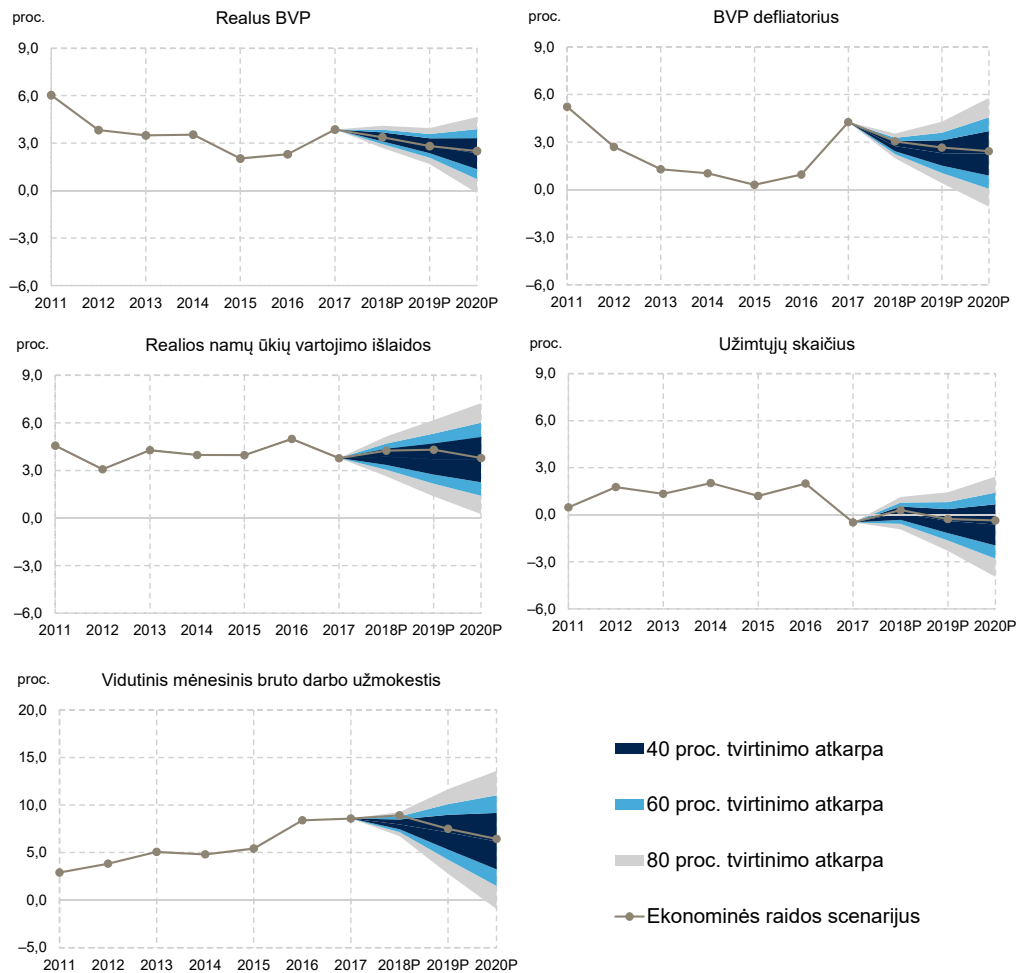 proc.
Realus BVP
9,0
6,0
3,0
0,0
–3,0
–6,0
2011 2012 2013 2014 2015 2016 2017 2018P 2019P 2020P
proc.
BVP defliatorius
9,0
6,0
3,0
0,0
–3,0
–6,0
2011 2012 2013 2014 2015 2016 2017 2018P 2019P 2020P
proc.
Realios namų ūkių vartojimo išlaidos
9,0
6,0
3,0
0,0
–3,0
–6,0
2011 2012 2013 2014 2015 2016 2017 2018P 2019P 2020P
proc.
Užimtųjų skaičius
9,0
6,0
3,0
0,0
–3,0
–6,0
2011 2012 2013 2014 2015 2016 2017 2018P 2019P 2020P
proc.
Vidutinis mėnesinis bruto darbo užmokestis
20,0
15,0
10,0
5,0
0,0
–5,0
2011 2012 2013 2014 2015 2016 2017 2018P 2019P 2020P
40 proc. tvirtinimo atkarpa
60 proc. tvirtinimo atkarpa
80 proc. tvirtinimo atkarpa
Ekonominės raidos scenarijus